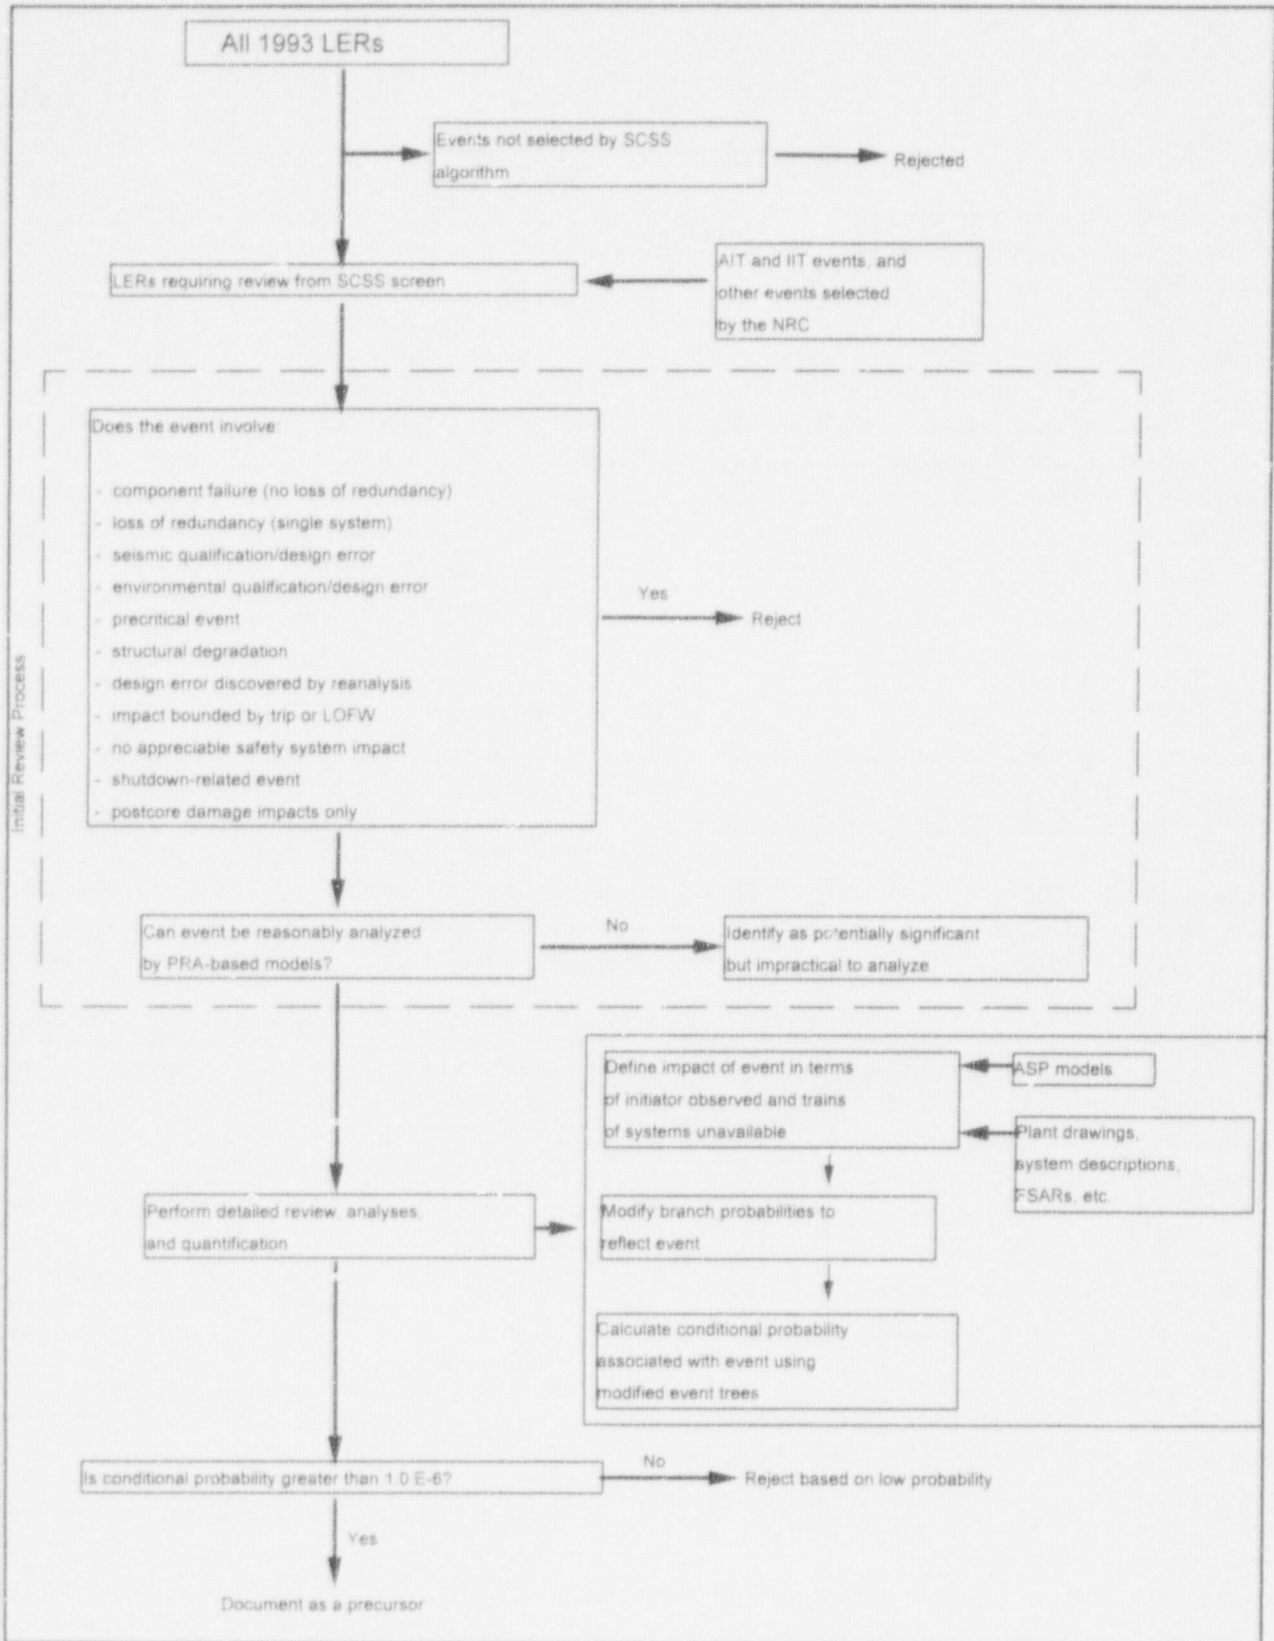 All 1993 LERs
Events not selected by SCSS
algorithm
Rejected
LERs requiring review from SCSS screen
AIT and IIT events, and
other events selected
by the NRC
Initial Review Process
Does the event involve:
- component failure (no loss of redundancy)
- loss of redundancy (single system)
- seismic qualification/design error
- environmental qualification/design error
- precritical event
- structural degradation
- design error discovered by reanalysis
- impact bounded by trip or LOFW
- no appreciable safety system impact
- shutdown-related event
- postcore damage impacts only
Yes
Reject
Can event be reasonably analyzed
by PRA-based models?
No
Identify as potentially significant
but impractical to analyze
Define impact of event in terms
of initiator observed and trains
of systems unavailable
ASP models
Plant drawings,
system descriptions,
FSARs, etc.
Perform detailed review, analyses,
and quantification
Modify branch probabilities to
reflect event
Calculate conditional probability
associated with event using
modified event trees
Is conditional probability greater than 1.0 E-6?
No
Reject based on low probability
Yes
Document as a precursor